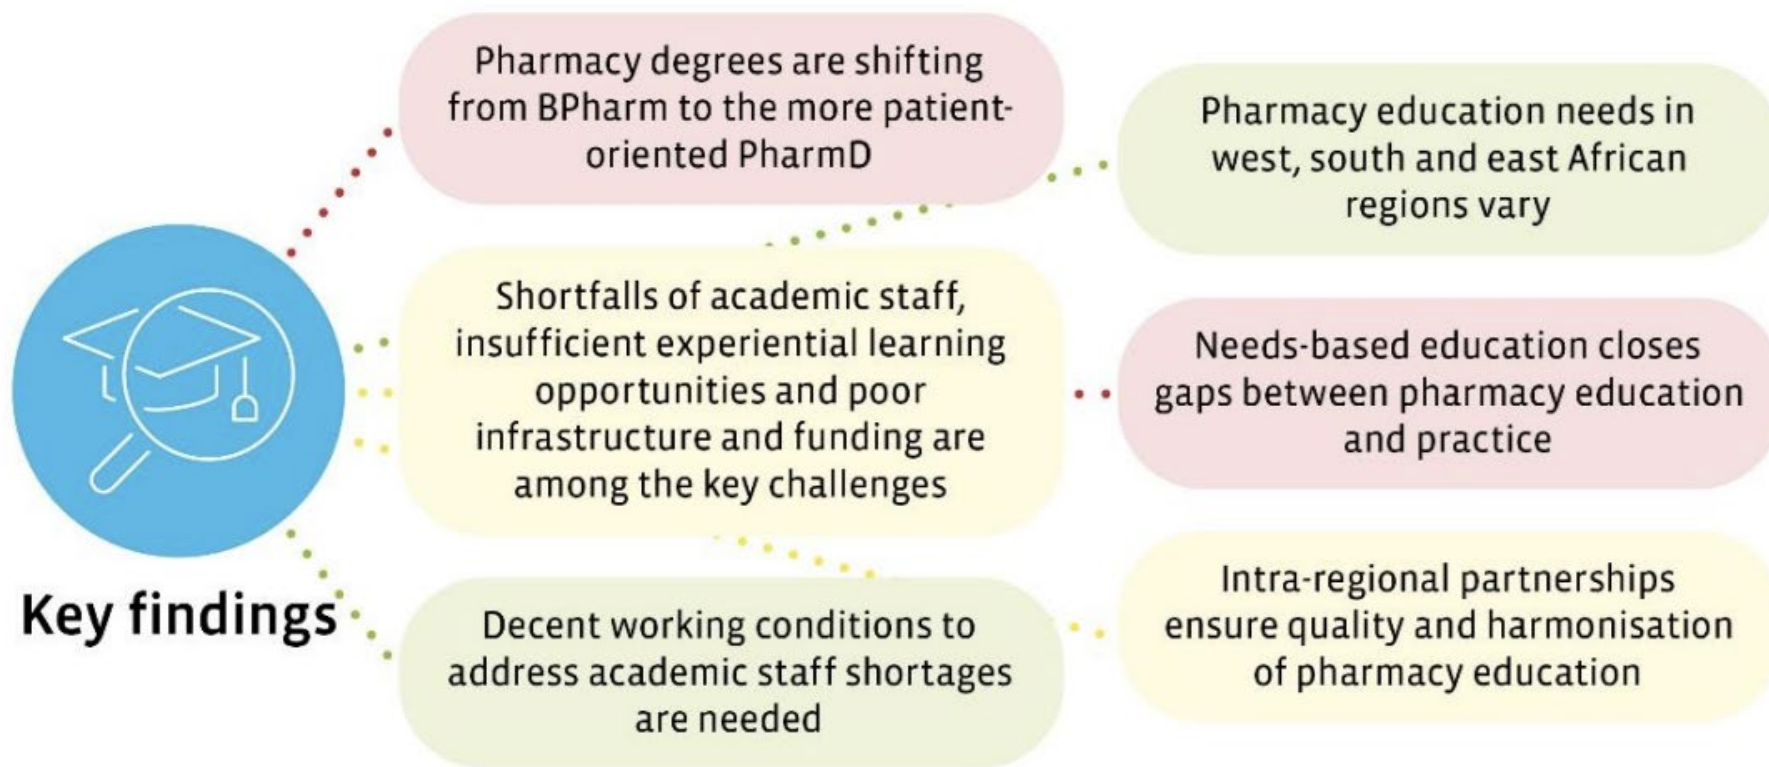 Pharmacy degrees are shifting
from BPharm to the more patient-
oriented PharmD
Pharmacy education needs in
west, south and east African
regions vary
Shortfalls of academic staff,
insufficient experiential learning
opportunities and poor
infrastructure and funding are
among the key challenges
Needs-based education closes
gaps between pharmacy education
and practice
Key findings
Decent working conditions to
address academic staff shortages
are needed
Intra-regional partnerships
ensure quality and harmonisation
of pharmacy education